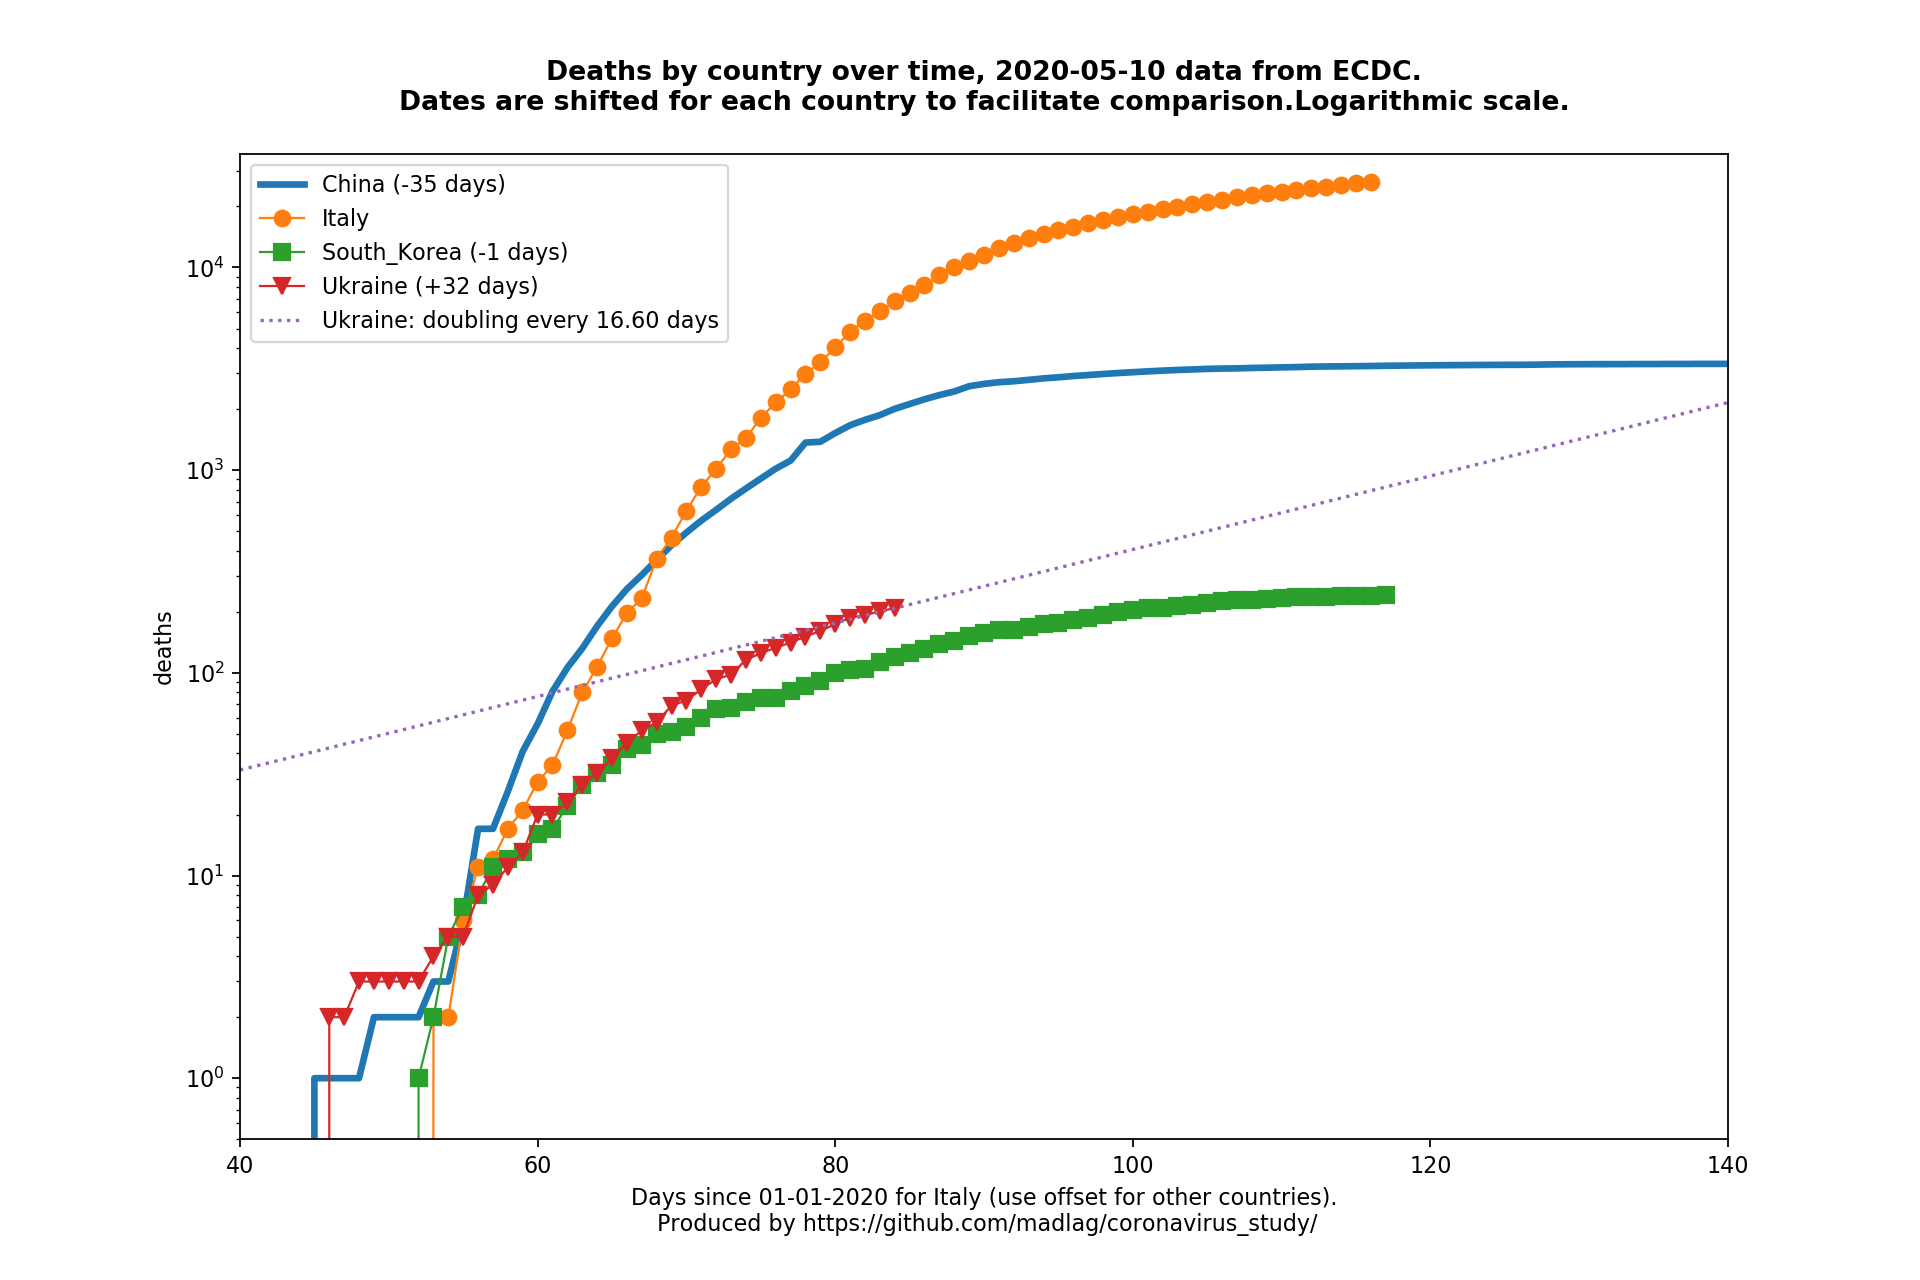 Deaths by country over time, 2020-05-10 data from ECDC.
Dates are shifted for each country to facilitate comparison.Logarithmic scale.
China (-35 days)
Italy
South_Korea (-1 days)
Ukraine (+32 days)
Ukraine: doubling every 16.60 days
deaths
10⁴
10³
10²
10¹
10⁰
40 60 80 100 120 140
Days since 01-01-2020 for Italy (use offset for other countries).
Produced by https://github.com/madlag/coronavirus_study/